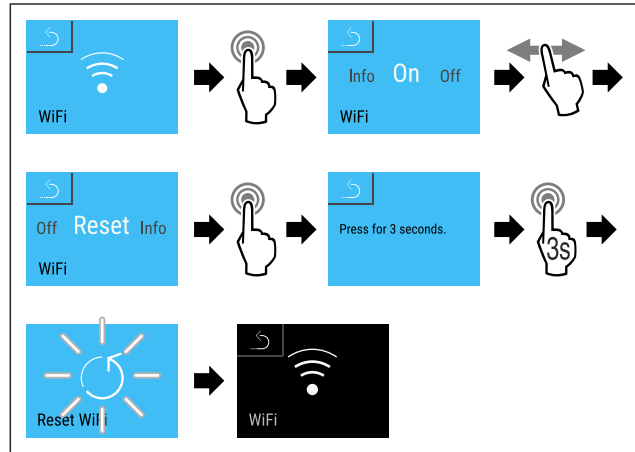 WiFi
Info On Off
WiFi
Off Reset Info
WiFi
Press for 3 seconds.
3s
Reset WiFi
WiFi